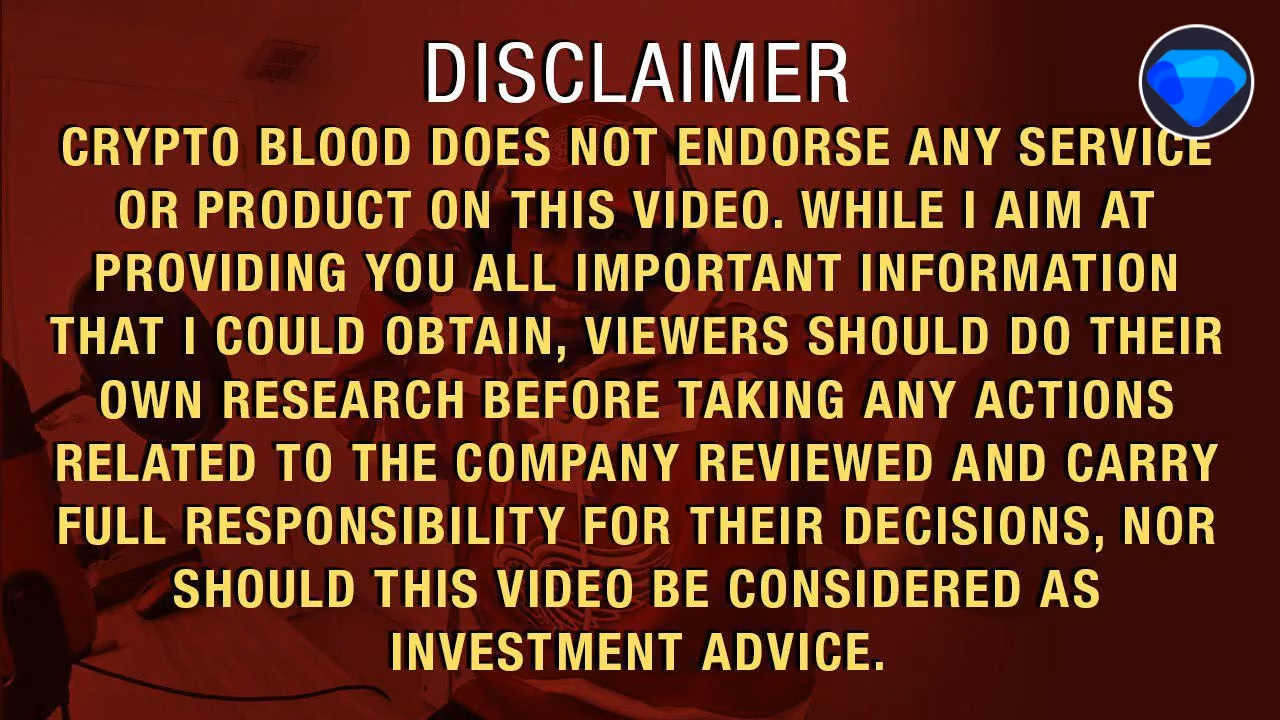 DISCLAIMER
CRYPTO BLOOD DOES NOT ENDORSE ANY SERVICE
OR PRODUCT ON THIS VIDEO. WHILE I AIM AT
PROVIDING YOU ALL IMPORTANT INFORMATION
THAT I COULD OBTAIN, VIEWERS SHOULD DO THEIR
OWN RESEARCH BEFORE TAKING ANY ACTIONS
RELATED TO THE COMPANY REVIEWED AND CARRY
FULL RESPONSIBILITY FOR THEIR DECISIONS, NOR
SHOULD THIS VIDEO BE CONSIDERED AS
INVESTMENT ADVICE.